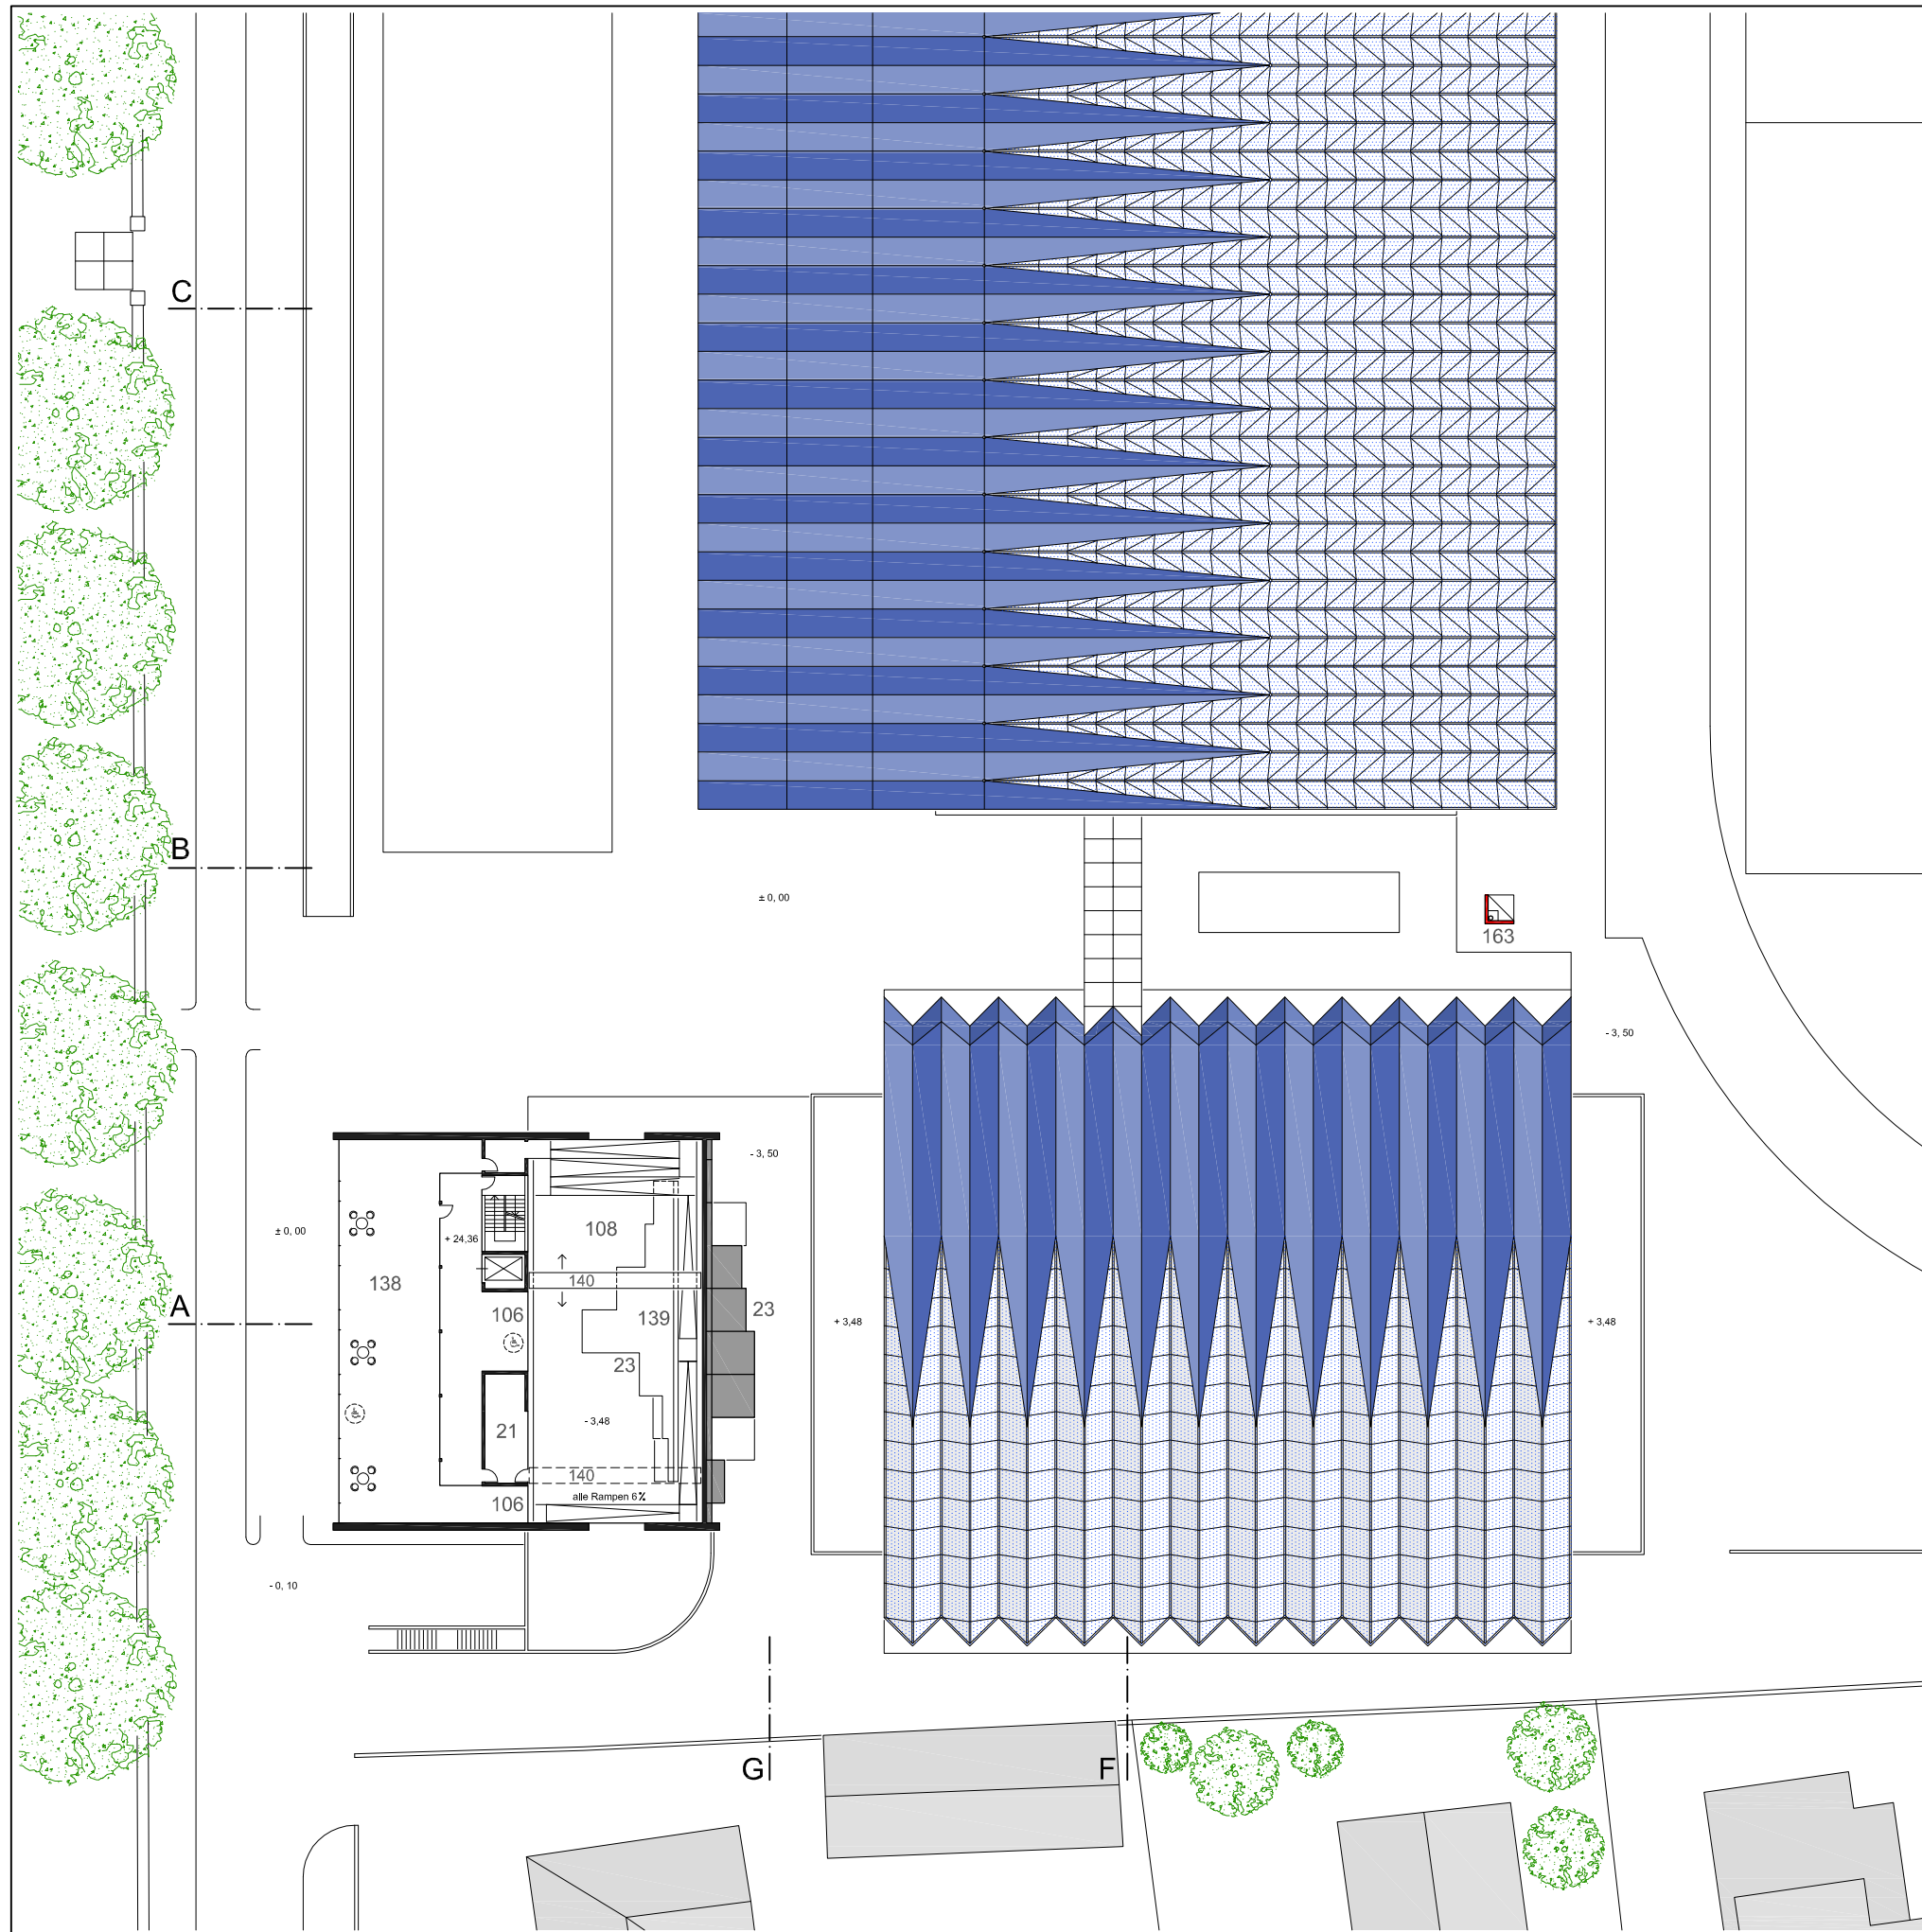 C
B
± 0, 00
163
- 3, 50
- 3, 50
108
± 0, 00
+ 24,36
138
140
A
106
139
23
+ 3,48
+ 3,48
23
- 3,48
21
140
106
alle Rampen 6%
- 0, 10
G
F